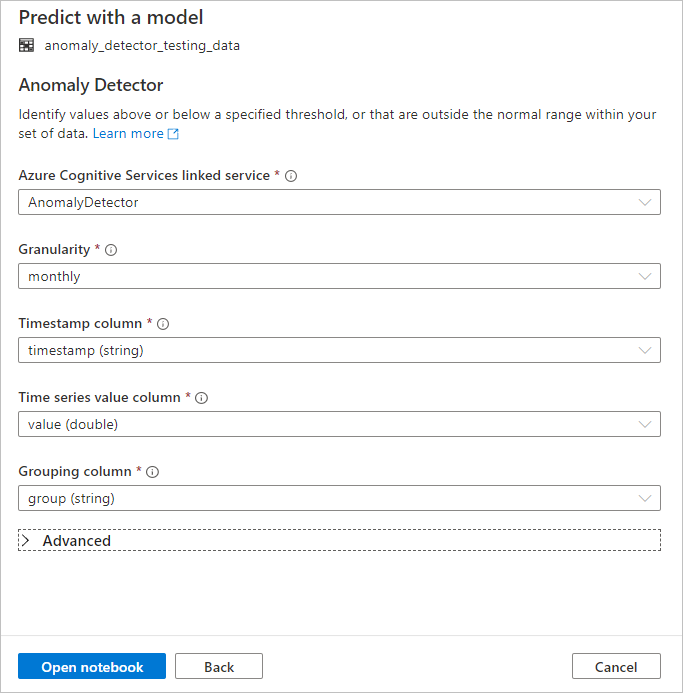 Predict with a model
anomaly_detector_testing_data
Anomaly Detector
Identify values above or below a specified threshold, or that are outside the normal range within your
set of data. Learn more
Azure Cognitive Services linked service *
AnomalyDetector
Granularity *
monthly
Timestamp column *
timestamp (string)
Time series value column *
value (double)
Grouping column *
group (string)
Advanced
Open notebook Back Cancel